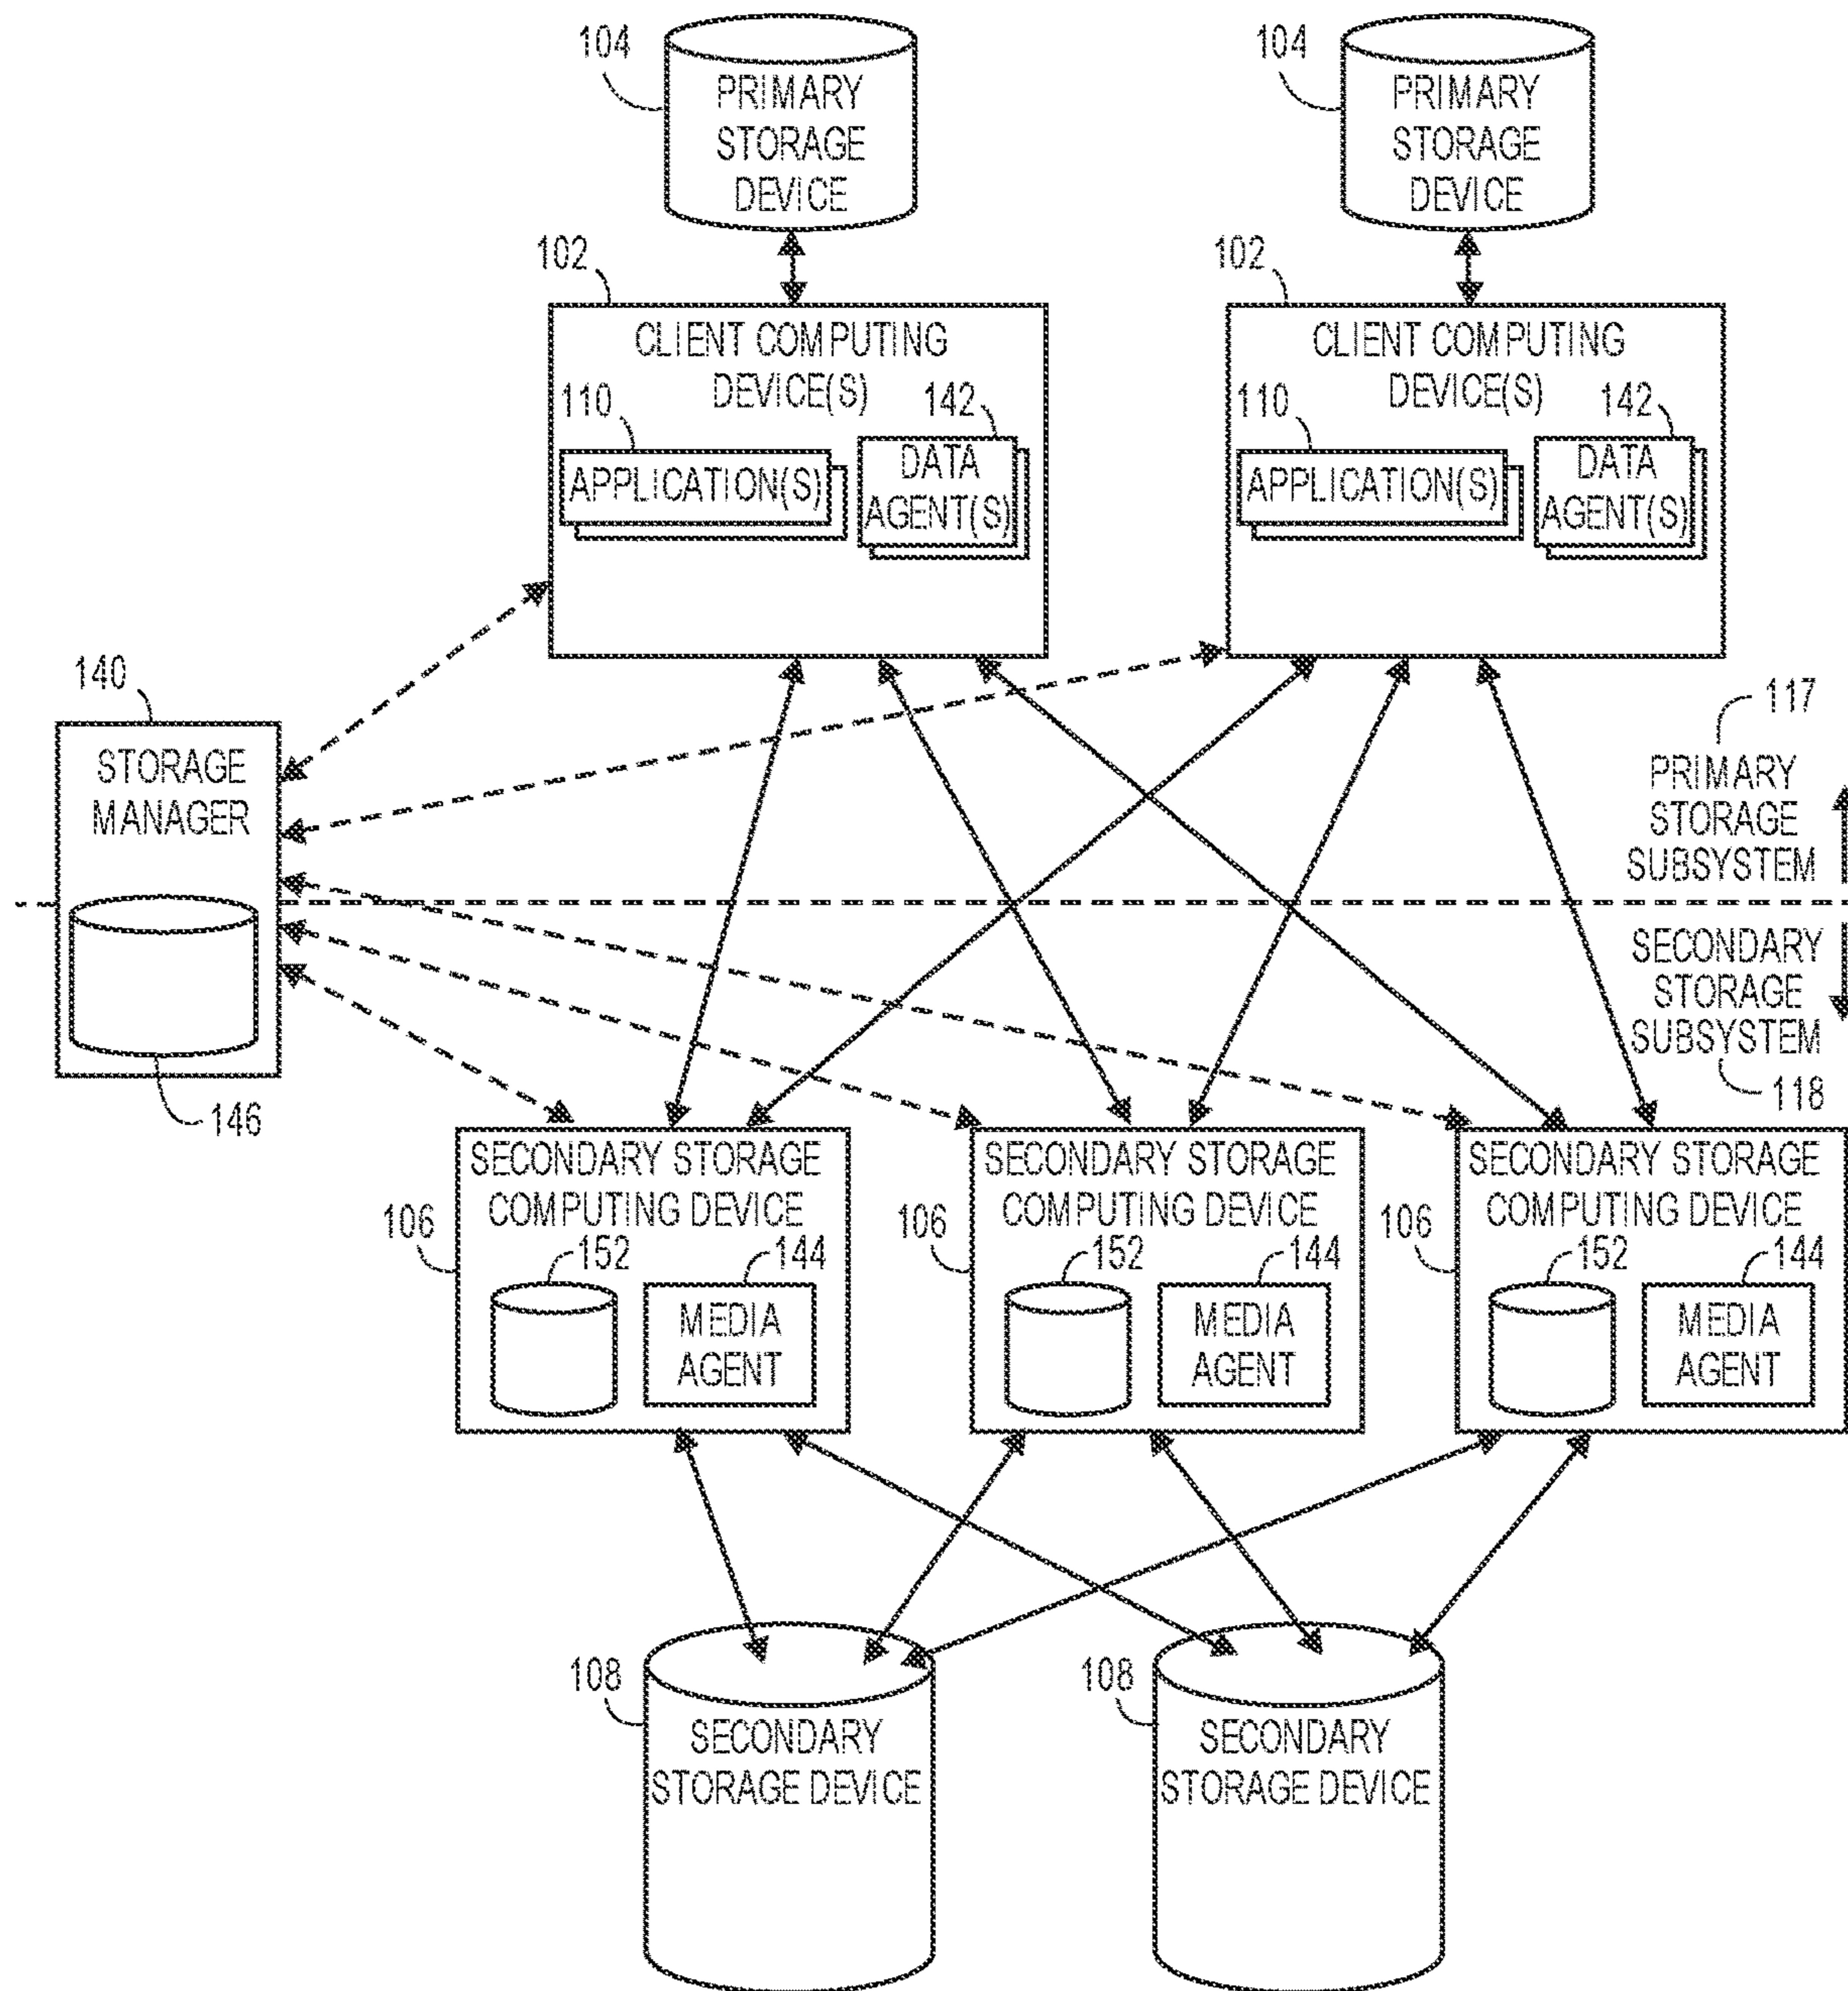 104
PRIMARY
STORAGE
DEVICE
104
PRIMARY
STORAGE
DEVICE
102
CLIENT COMPUTING
DEVICE(S)
110
142
APPLICATION(S)
DATA
AGENT(S)
102
CLIENT COMPUTING
DEVICE(S)
110
142
APPLICATION(S)
DATA
AGENT(S)
140
STORAGE
MANAGER
146
117
PRIMARY
STORAGE
SUBSYSTEM
SECONDARY
STORAGE
SUBSYSTEM
118
SECONDARY STORAGE
COMPUTING DEVICE
106
152
144
MEDIA
AGENT
SECONDARY STORAGE
COMPUTING DEVICE
106
152
144
MEDIA
AGENT
SECONDARY STORAGE
COMPUTING DEVICE
106
152
144
MEDIA
AGENT
108
SECONDARY
STORAGE DEVICE
108
SECONDARY
STORAGE DEVICE